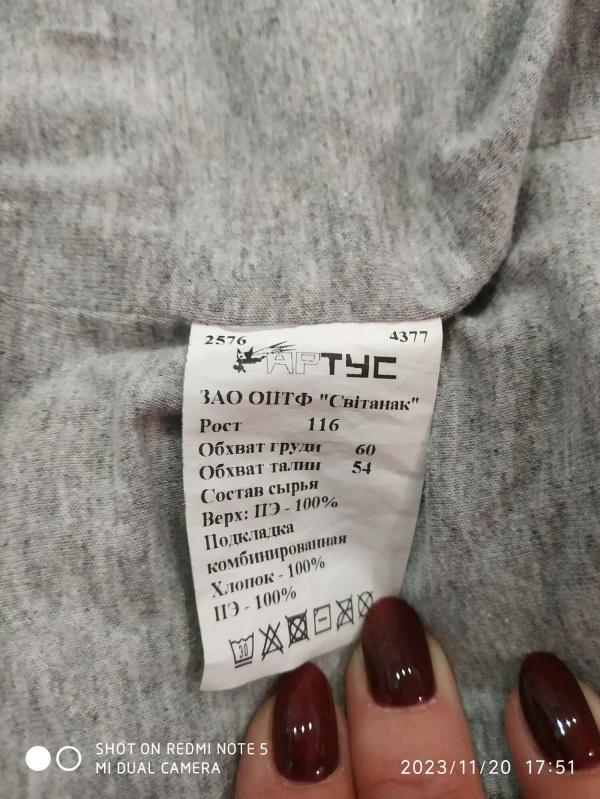 2576 4377
АРТУС
ЗАО ОПТФ "Світанак"
Рост 116
Обхват груди 60
Обхват талии 54
Состав сырья
Верх: ПЭ - 100%
Подкладка
комбинированная
Хлопок - 100%
ПЭ - 100%
30
SHOT ON REDMI NOTE 5
MI DUAL CAMERA
2023/11/20 17:51